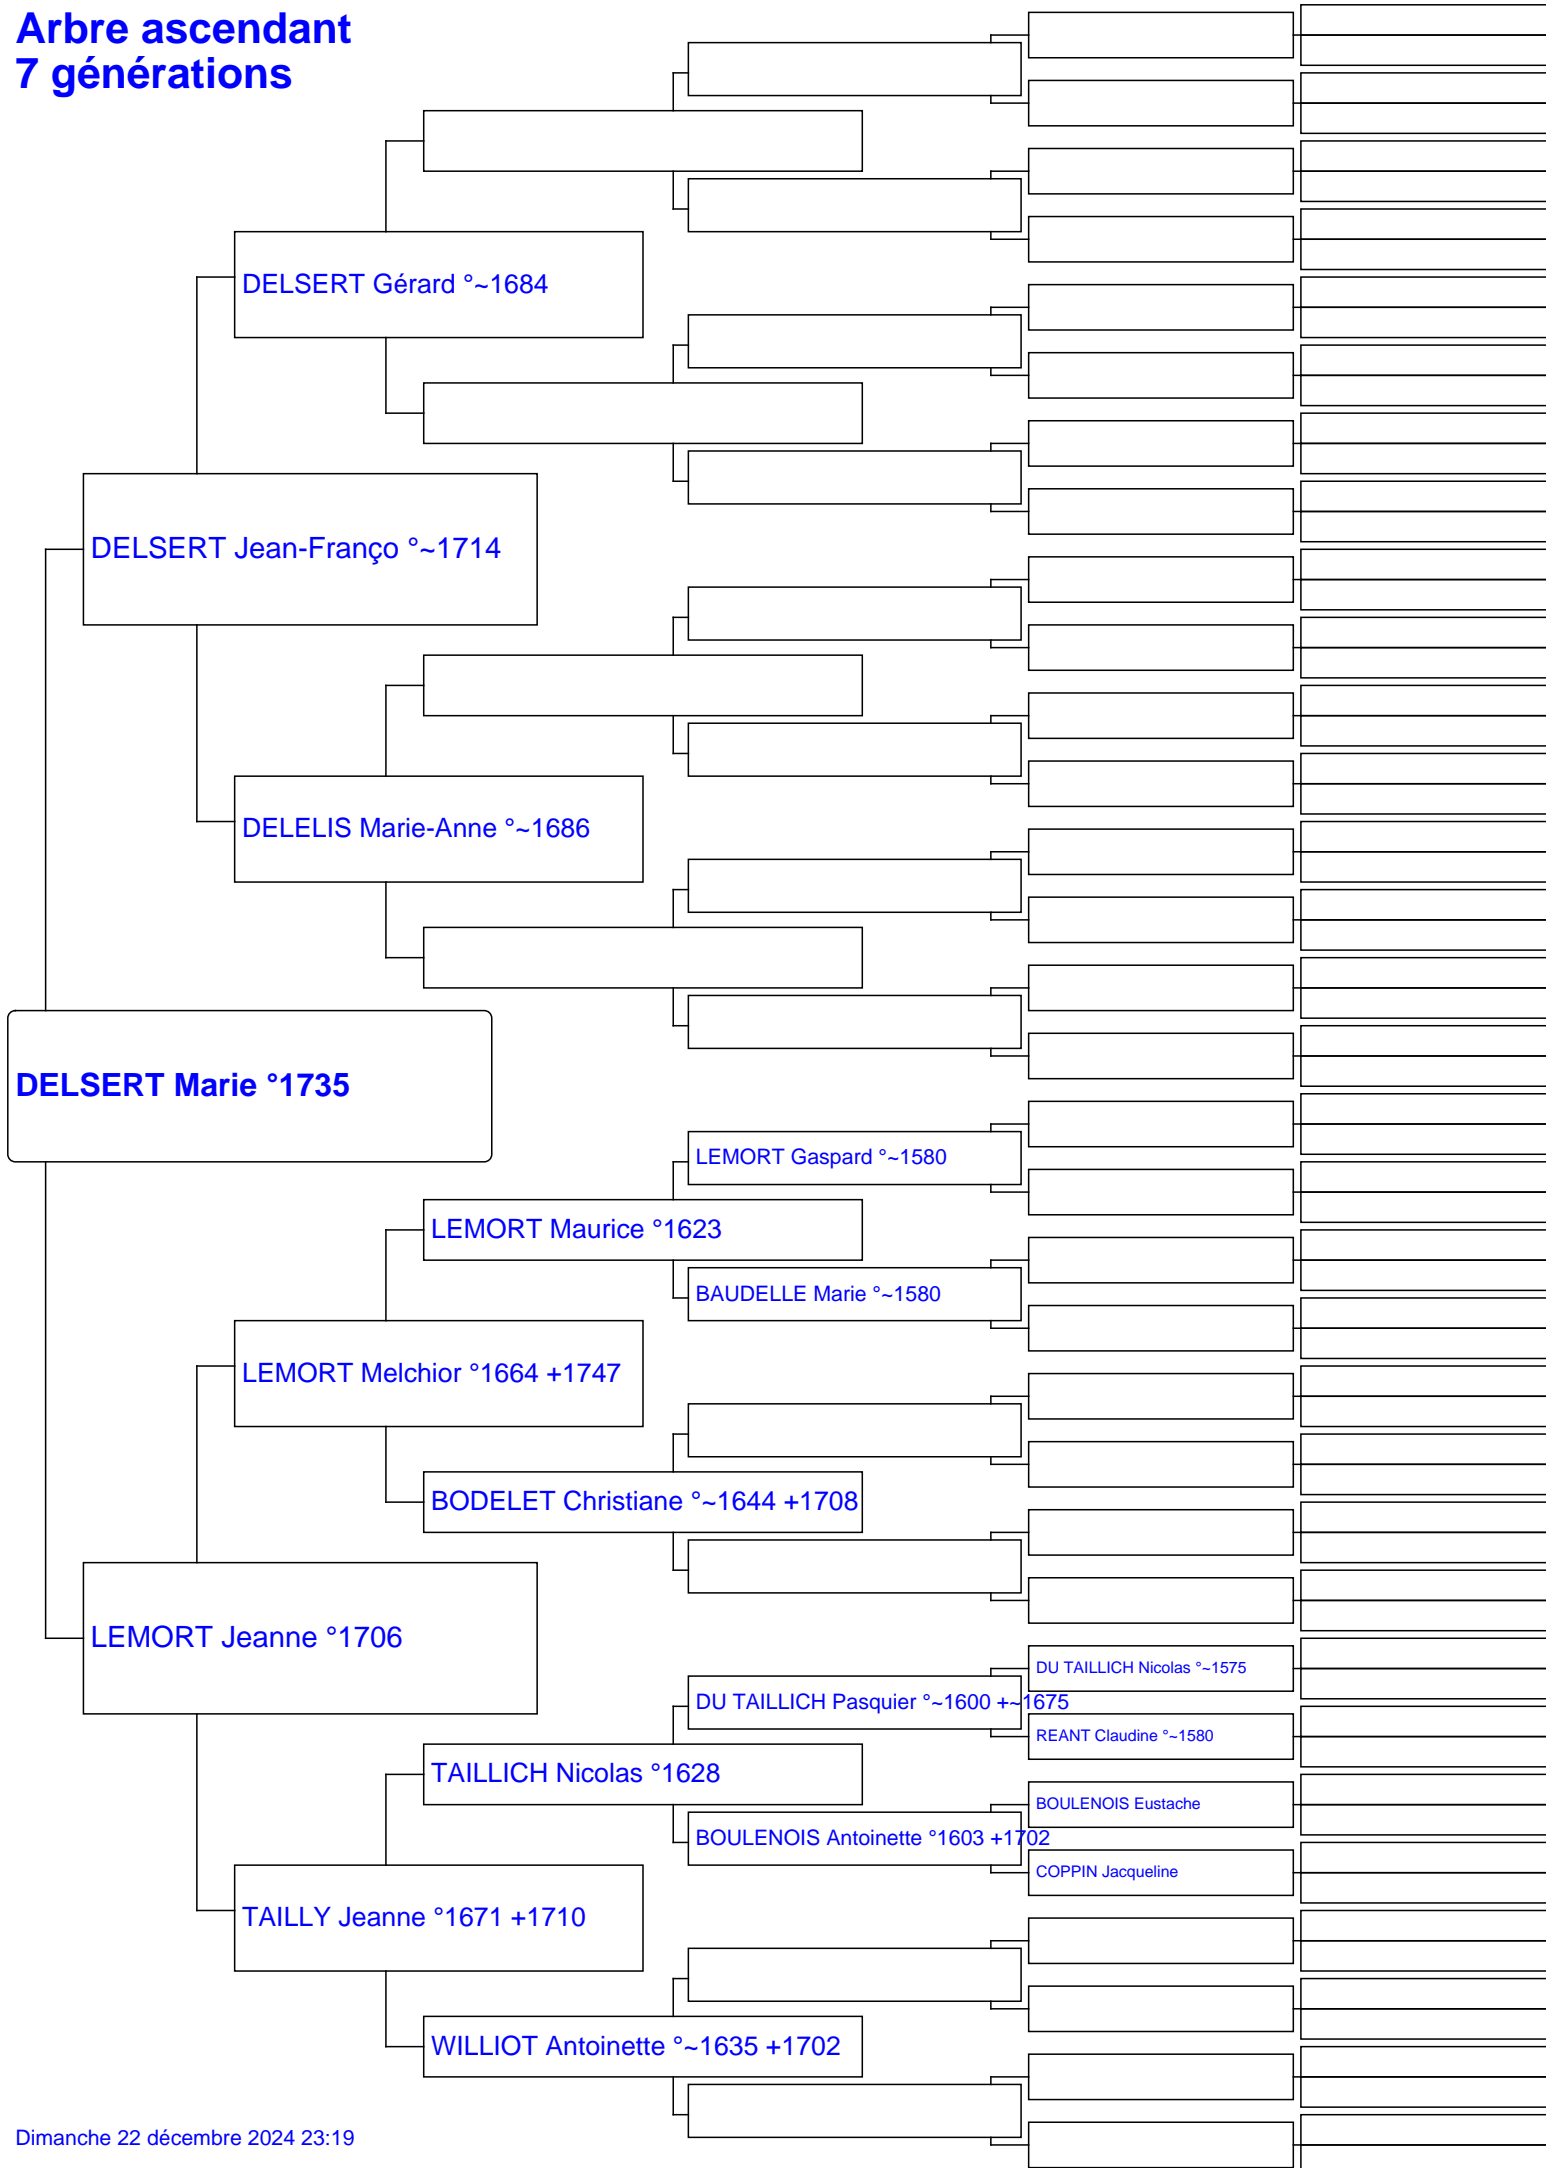 Arbre ascendant
7 générations
DELSERT Gérard °~1684
DELSERT Jean-Franço °~1714
DELELIS Marie-Anne °~1686
DELSERT Marie °1735
LEMORT Gaspard °~1580
LEMORT Maurice °1623
BAUDELLE Marie °~1580
LEMORT Melchior °1664 +1747
BODELET Christiane °~1644 +1708
LEMORT Jeanne °1706
DU TAILLICH Nicolas °~1575
DU TAILLICH Pasquier °~1600 +~1675
REANT Claudine °~1580
TAILLICH Nicolas °1628
BOULENOIS Eustache
BOULENOIS Antoinette °1603 +1702
COPPIN Jacqueline
TAILLY Jeanne °1671 +1710
WILLIOT Antoinette °~1635 +1702
Dimanche 22 décembre 2024 23:19